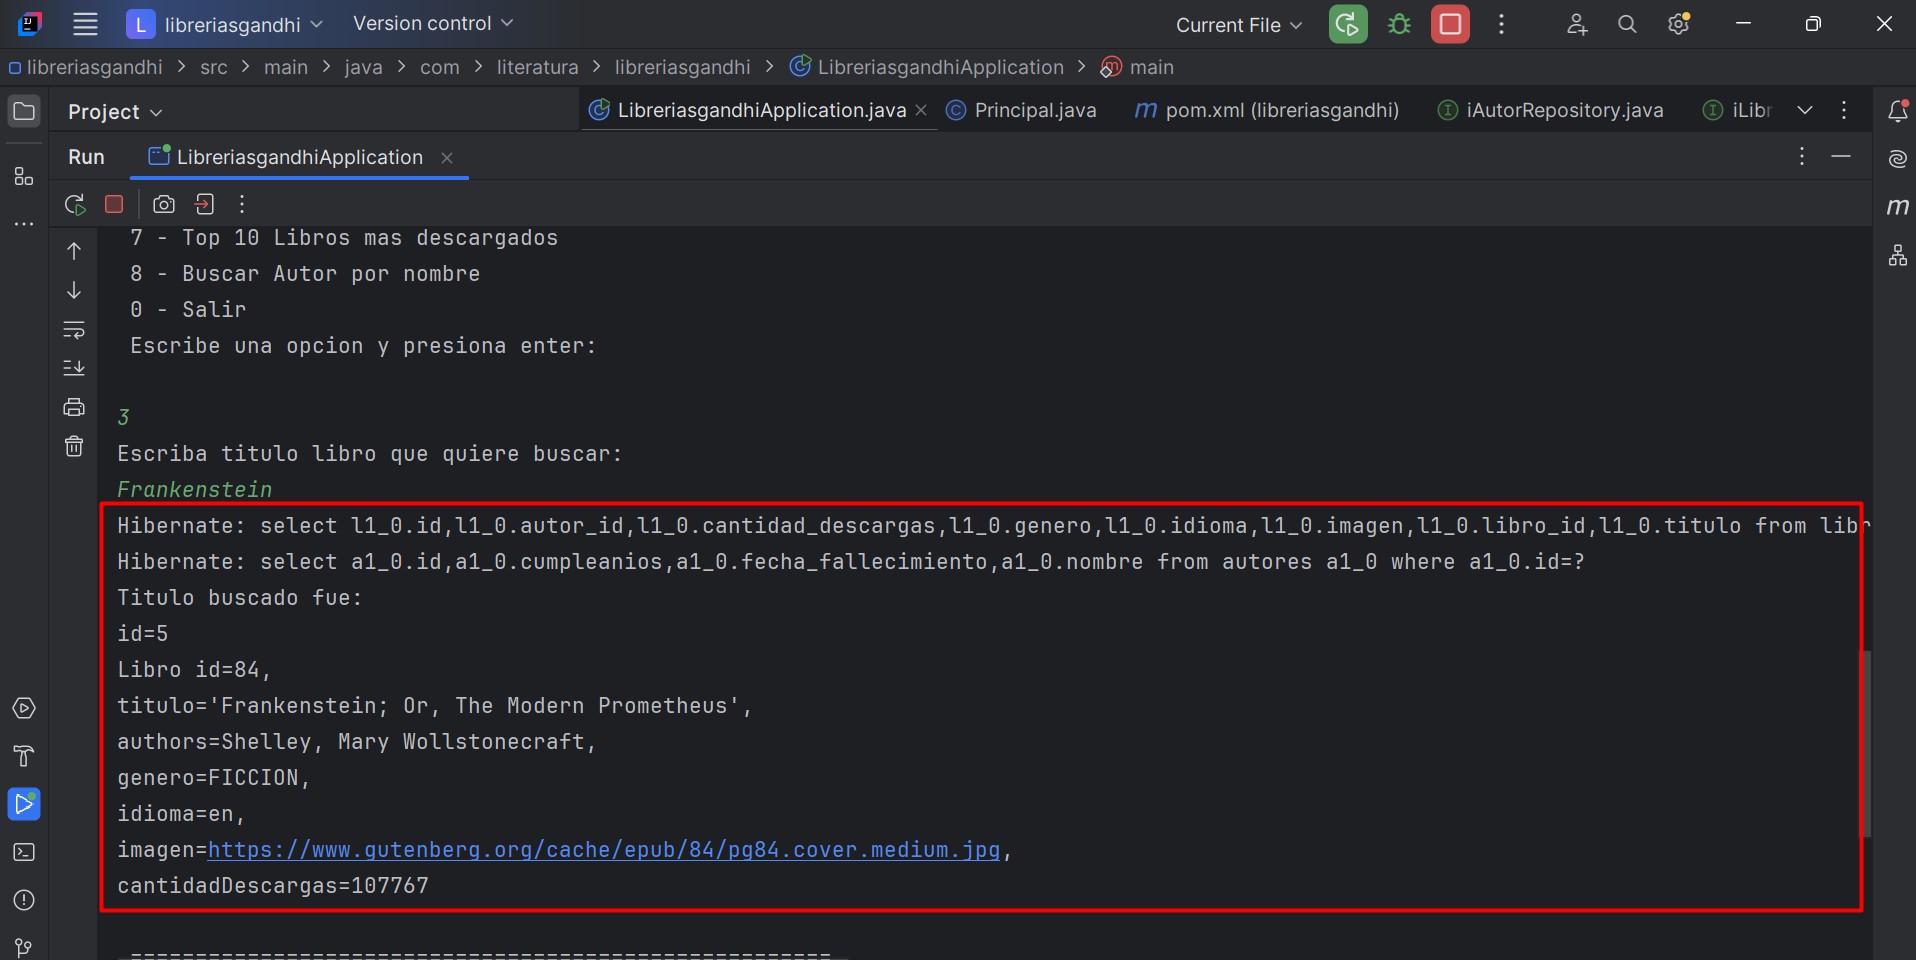 L libreriasgandhi Version control Current File
libreriasgandhi > src > main > java > com > literatura > libreriasgandhi > LibreriasgandhiApplication > main
Project LibreriasgandhiApplication.java Principal.java pom.xml (libreriasgandhi) iAutorRepository.java iLibr
Run LibreriasgandhiApplication
7 - Top 10 Libros mas descargados
8 - Buscar Autor por nombre
0 - Salir
Escribe una opcion y presiona enter:
3
Escriba titulo libro que quiere buscar:
Frankenstein
Hibernate: select l1_0.id,l1_0.autor_id,l1_0.cantidad_descargas,l1_0.genero,l1_0.idioma,l1_0.imagen,l1_0.libro_id,l1_0.titulo from libr
Hibernate: select a1_0.id,a1_0.cumpleanios,a1_0.fecha_fallecimiento,a1_0.nombre from autores a1_0 where a1_0.id=?
Titulo buscado fue:
id=5
Libro id=84,
titulo='Frankenstein; Or, The Modern Prometheus',
authors=Shelley, Mary Wollstonecraft,
genero=FICCION,
idioma=en,
imagen=https://www.gutenberg.org/cache/epub/84/pg84.cover.medium.jpg,
cantidadDescargas=107767
======================================================